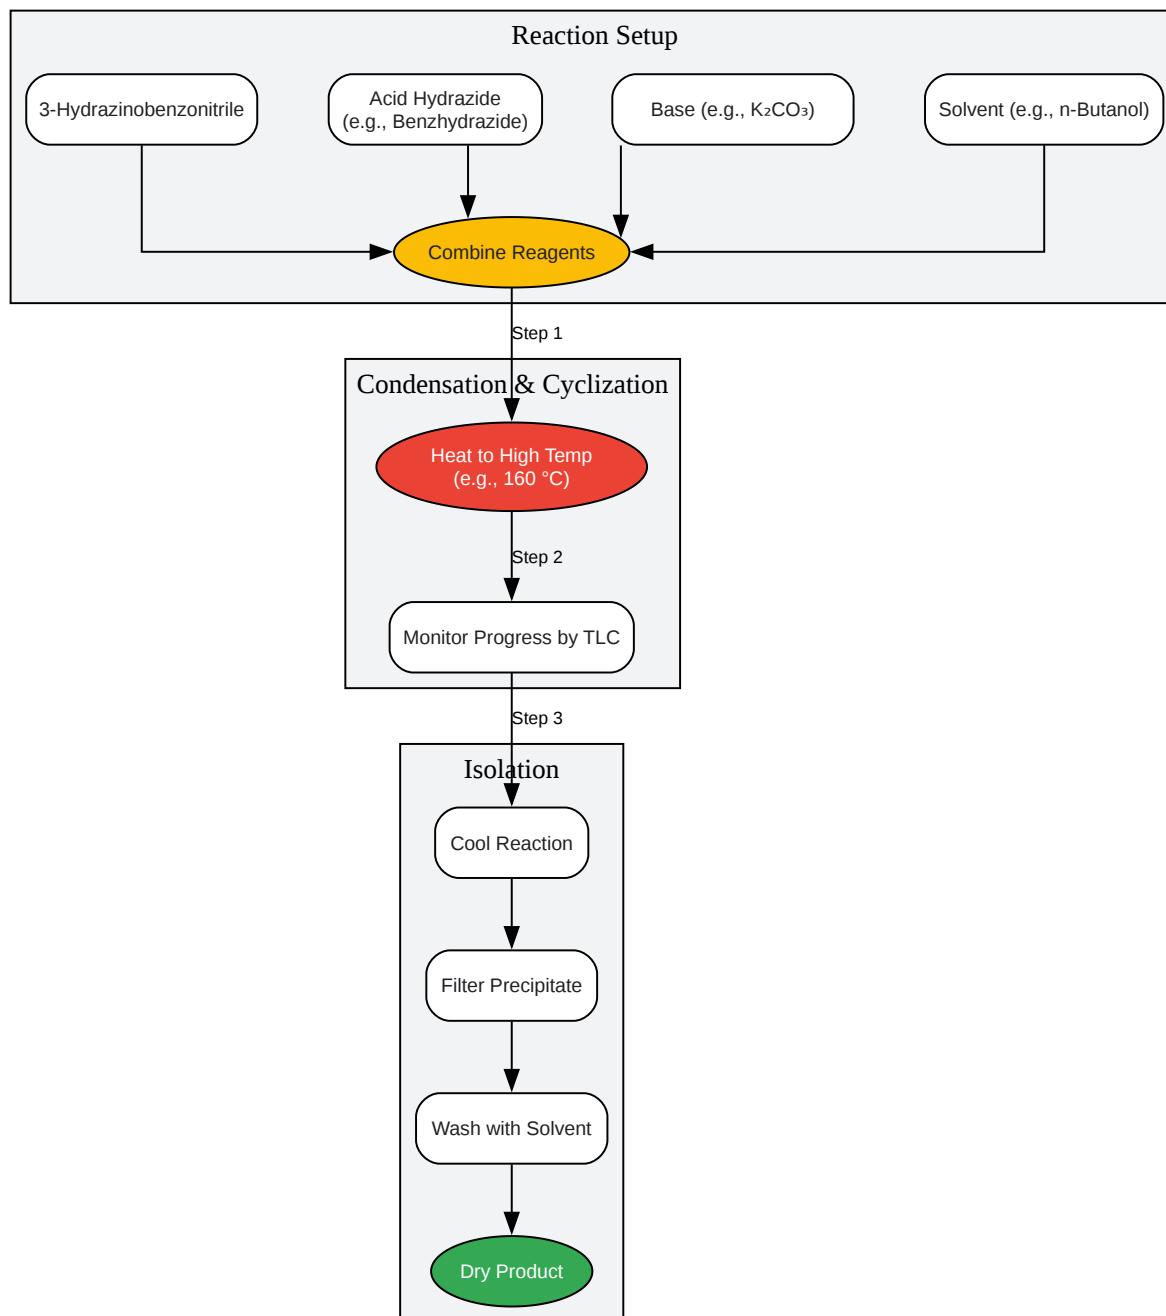 Reaction Setup
3-Hydrazinobenzonitrile
Acid Hydrazide
(e.g., Benzhydrazide)
Base (e.g., K₂CO₃)
Solvent (e.g., n-Butanol)
Combine Reagents
Step 1
Condensation & Cyclization
Heat to High Temp
(e.g., 160 °C)
Step 2
Monitor Progress by TLC
Step 3
Isolation
Cool Reaction
Filter Precipitate
Wash with Solvent
Dry Product